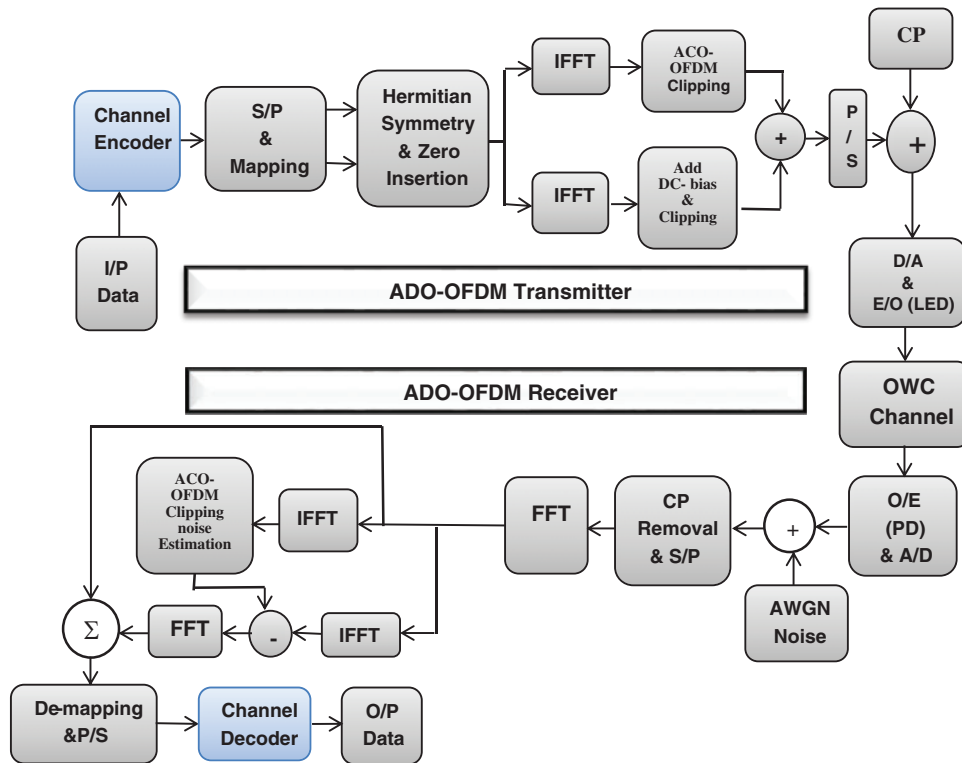 Channel
Encoder
I/P
Data
S/P
&
Mapping
Hermitian
Symmetry
& Zero
Insertion
IFFT
ACO-
OFDM
Clipping
IFFT
Add
DC- bias
&
Clipping
+
P
/
S
CP
+
D/A
&
E/O (LED)
ADO-OFDM Transmitter
ADO-OFDM Receiver
OWC
Channel
O/E
(PD)
& A/D
+
AWGN
Noise
CP
Removal
& S/P
FFT
IFFT
ACO-
OFDM
Clipping
noise
Estimation
IFFT
-
FFT
Σ
De-mapping
&P/S
Channel
Decoder
O/P
Data